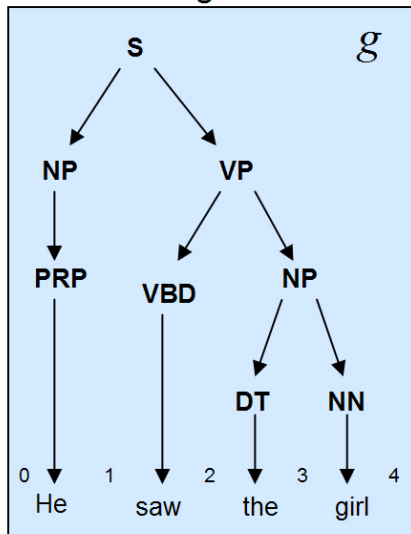 S g
NP VP
PRP VBD NP
DT NN
0 1 2 3 4
He saw the girl